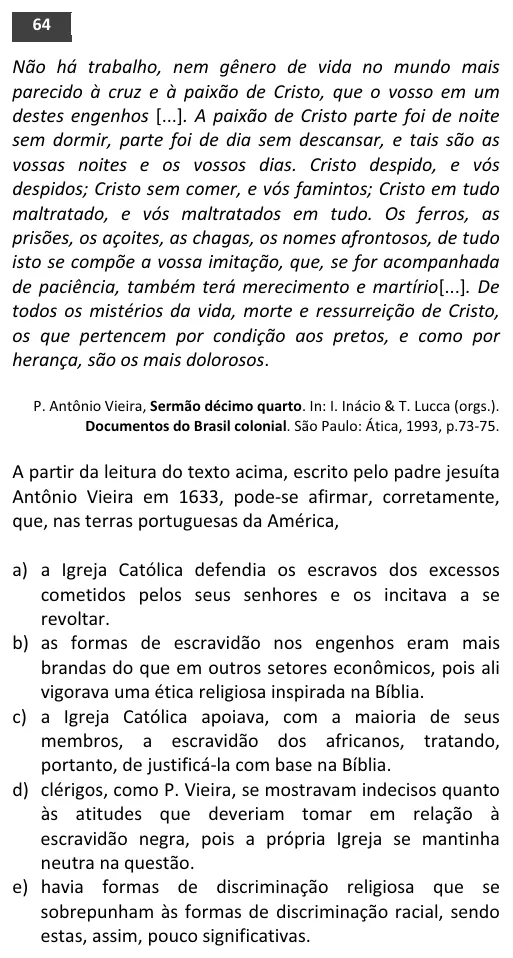 64
Não há trabalho, nem gênero de vida no mundo mais
parecido à cruz e à paixão de Cristo, que o vosso em um
destes engenhos [...]. A paixão de Cristo parte foi de noite
sem dormir, parte foi de dia sem descansar, e tais são as
vossas noites e os vossos dias. Cristo despido, e vós
despidos; Cristo sem comer, e vós famintos; Cristo em tudo
maltratado, e vós maltratados em tudo. Os ferros, as
prisões, os açoites, as chagas, os nomes afrontosos, de tudo
isto se compõe a vossa imitação, que, se for acompanhada
de paciência, também terá merecimento e martírio[...]. De
todos os mistérios da vida, morte e ressurreição de Cristo,
os que pertencem por condição aos pretos, e como por
herança, são os mais dolorosos.
P. Antônio Vieira, Sermão décimo quarto. In: I. Inácio & T. Lucca (orgs.).
Documentos do Brasil colonial. São Paulo: Ática, 1993, p.73-75.
A partir da leitura do texto acima, escrito pelo padre jesuíta
Antônio Vieira em 1633, pode-se afirmar, corretamente,
que, nas terras portuguesas da América,
a) a Igreja Católica defendia os escravos dos excessos
cometidos pelos seus senhores e os incitava a se
revoltar.
b) as formas de escravidão nos engenhos eram mais
brandas do que em outros setores econômicos, pois ali
vigorava uma ética religiosa inspirada na Bíblia.
c) a Igreja Católica apoiava, com a maioria de seus
membros, a escravidão dos africanos, tratando,
portanto, de justificá-la com base na Bíblia.
d) clérigos, como P. Vieira, se mostravam indecisos quanto
às atitudes que deveriam tomar em relação à
escravidão negra, pois a própria Igreja se mantinha
neutra na questão.
e) havia formas de discriminação religiosa que se
sobrepunham às formas de discriminação racial, sendo
estas, assim, pouco significativas.